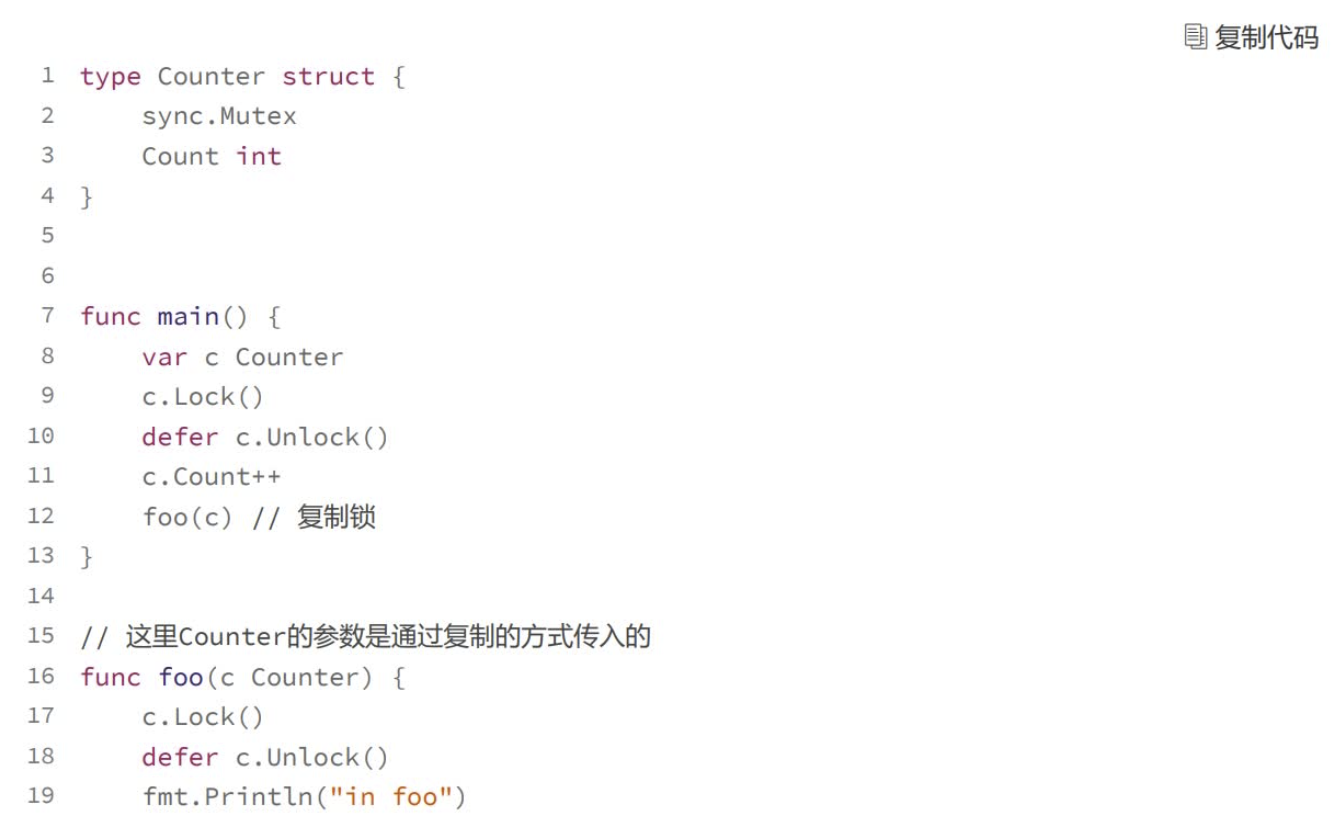 复制代码
1 type Counter struct {
2     sync.Mutex
3     Count int
4 }
5
6
7 func main() {
8     var c Counter
9     c.Lock()
10     defer c.Unlock()
11     c.Count++
12     foo(c) // 复制锁
13 }
14
15 // 这里Counter的参数是通过复制的方式传入的
16 func foo(c Counter) {
17     c.Lock()
18     defer c.Unlock()
19     fmt.Println("in foo")